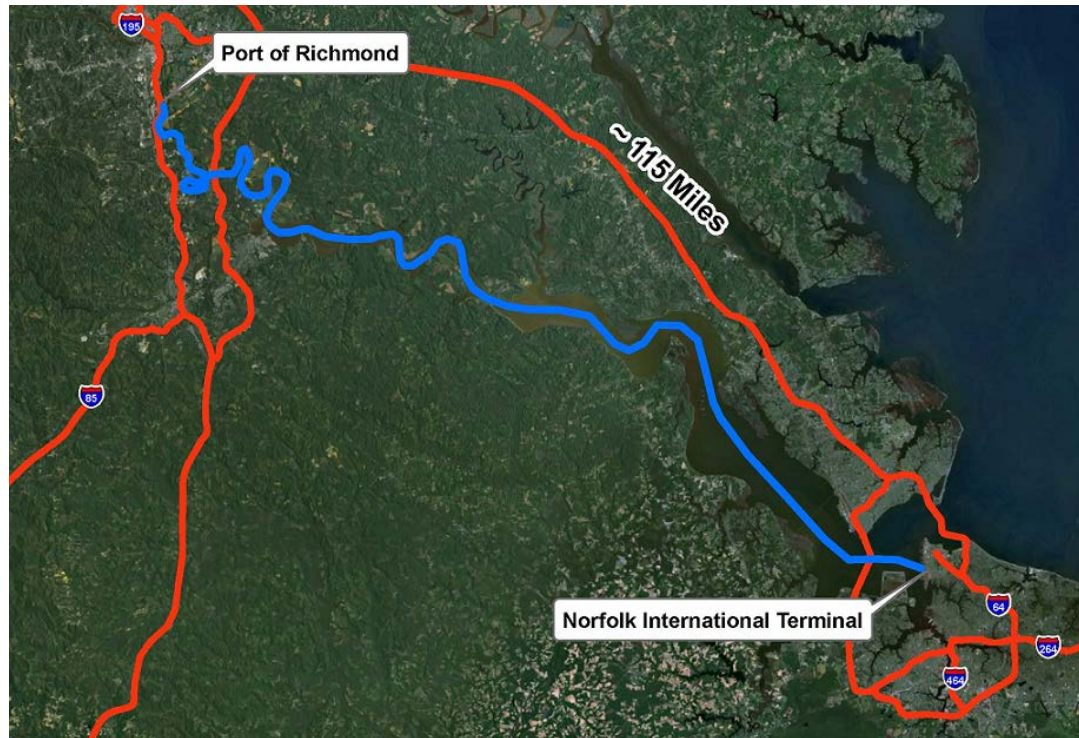 195
Port of Richmond
~ 115 Miles
85
Norfolk International Terminal
64
264
464